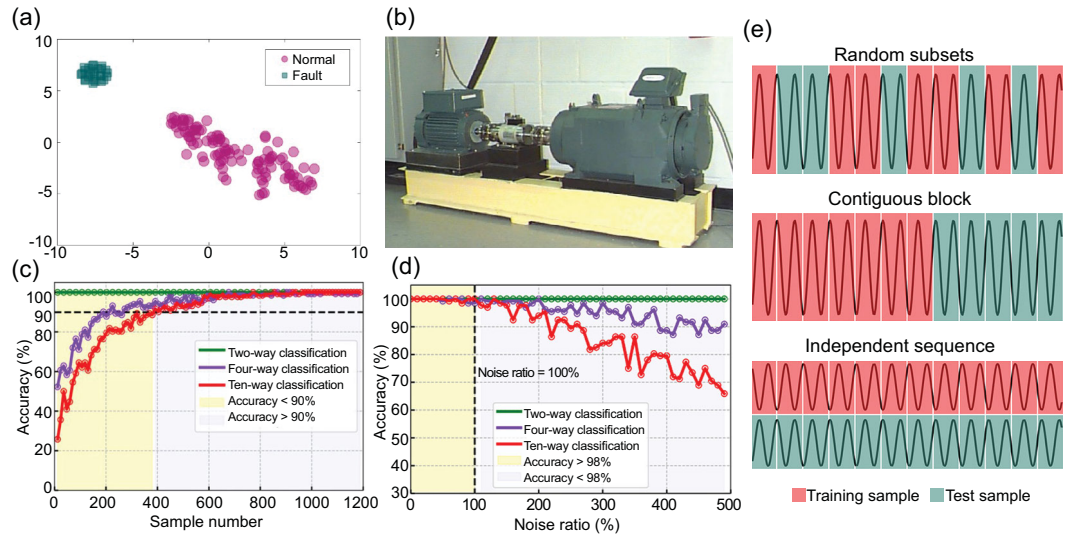 (a)
10
5
0
-5
-10
-10
-5
0
5
10
Normal
Fault
(b)
(c)
100
90
80
60
40
20
0
0
200
400
600
800
1000
1200
Accuracy (%)
Sample number
Two-way classification
Four-way classification
Ten-way classification
Accuracy < 90%
Accuracy > 90%
(d)
100
90
80
70
60
50
40
30
0
100
200
300
400
500
Accuracy (%)
Noise ratio (%)
Noise ratio = 100%
Two-way classification
Four-way classification
Ten-way classification
Accuracy > 98%
Accuracy < 98%
(e)
Random subsets
Contiguous block
Independent sequence
Training sample
Test sample